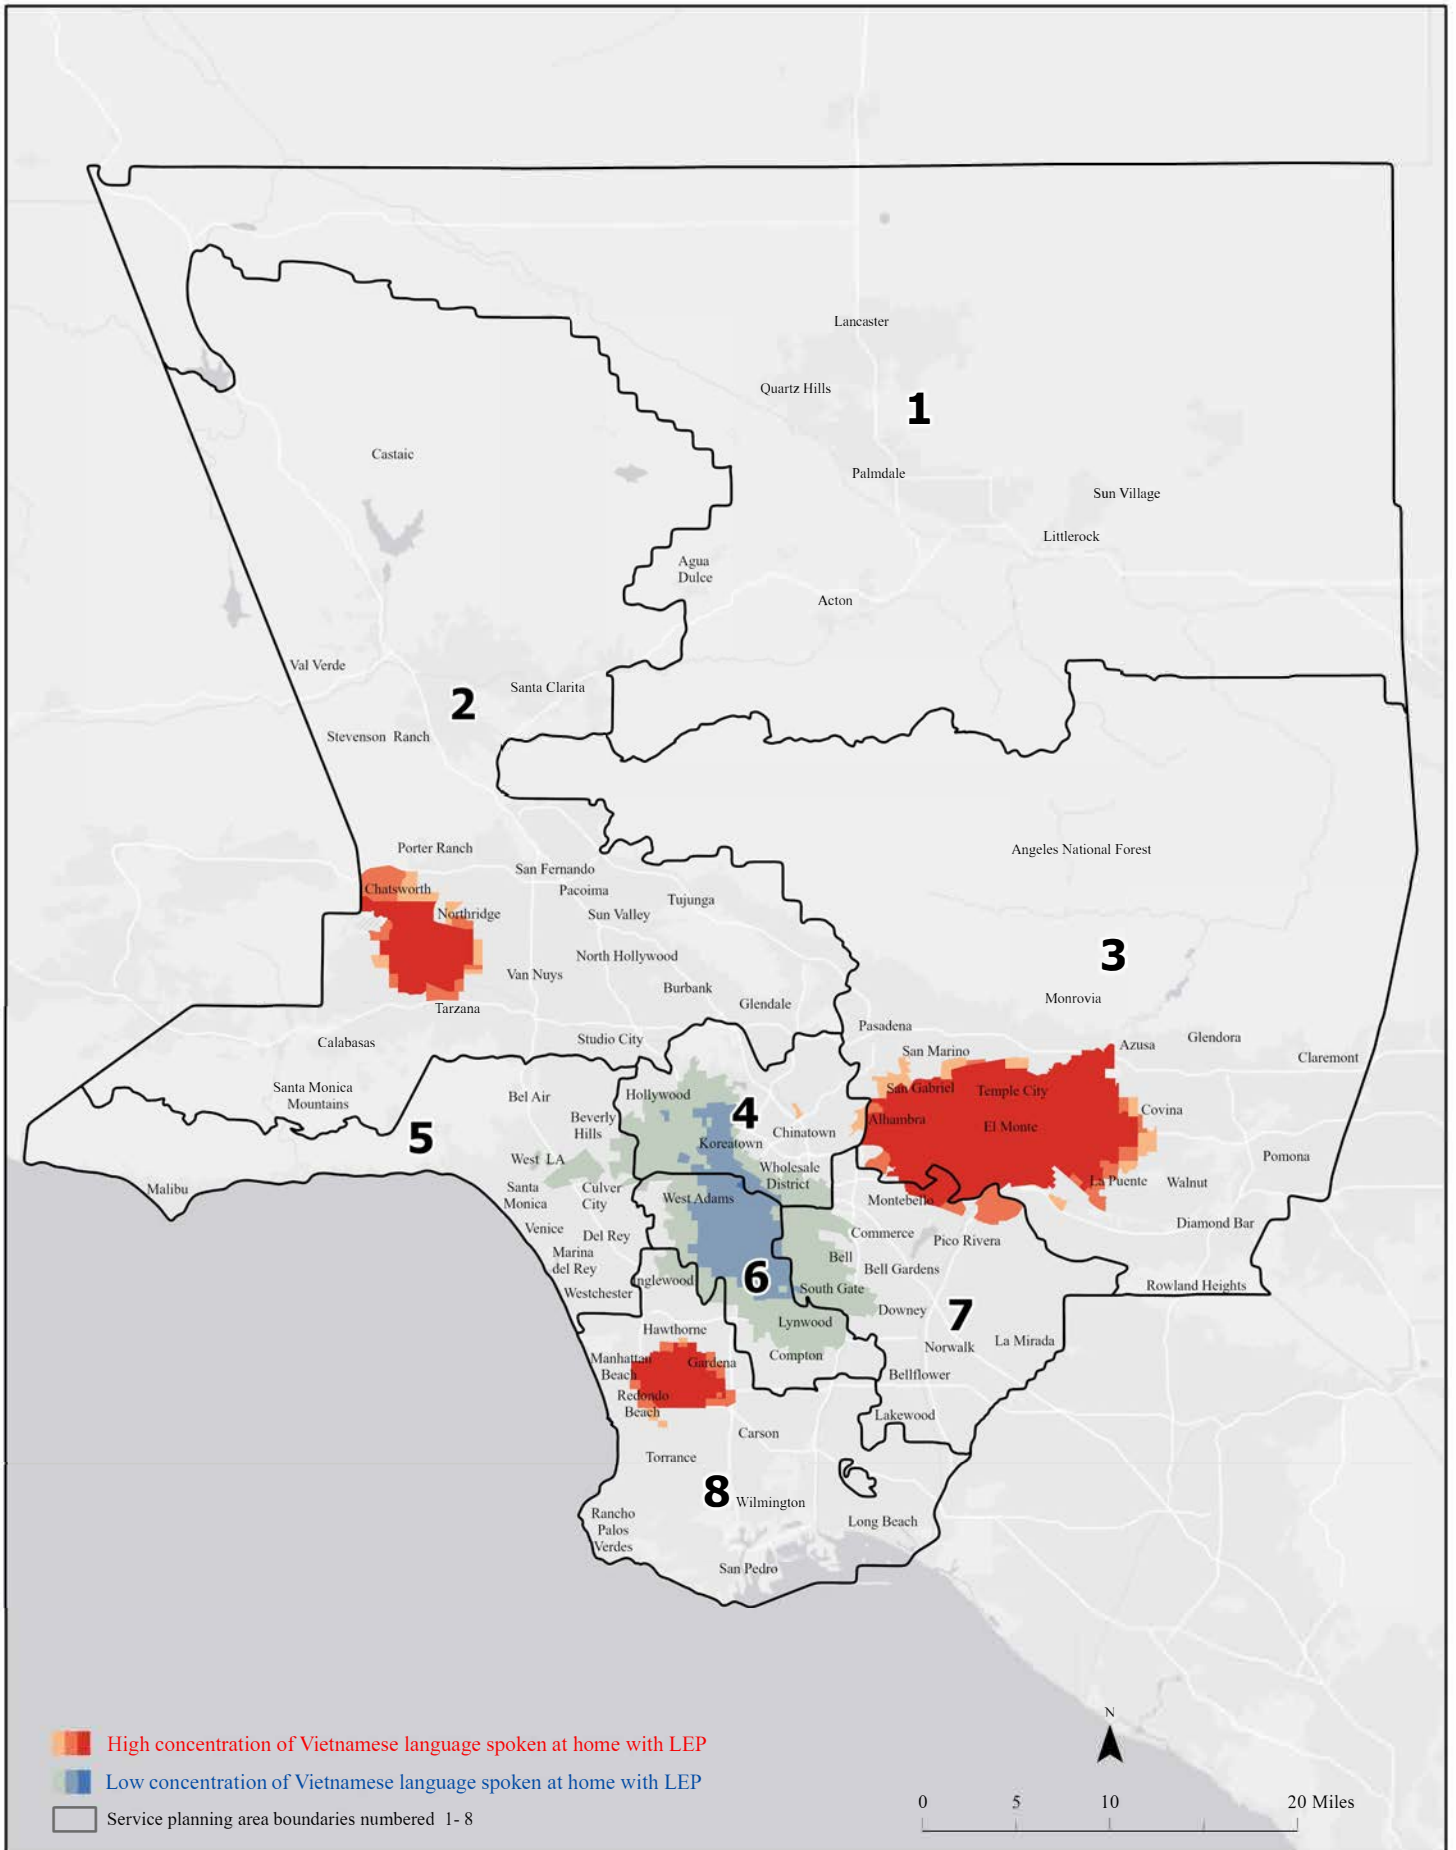 Lancaster
Quartz Hills
1
Castaic
Palmdale
Sun Village
Littlerock
Agua
Dulce
Acton
Val Verde
Santa Clarita
2
Stevenson Ranch
Porter Ranch
Angeles National Forest
San Fernando
Chatsworth
Pacoima
Tujunga
Northridge
Sun Valley
North Hollywood
3
Van Nuys
Burbank
Monrovia
Glendale
Tarzana
Pasadena
Studio City
Glendora
Calabasas
Azusa
San Marino
Claremont
Santa Monica
Mountains
San Gabriel
Temple City
Bel Air
Hollywood
4
Covina
Beverly
Hills
Alhambra
El Monte
5
Chinatown
Koreatown
West LA
Pomona
Wholesale
District
La Puente
Walnut
Malibu
Santa
Monica
Culver
City
West Adams
Montebello
Diamond Bar
Venice
Del Rey
Commerce
Pico Rivera
Marina
del Rey
Bell
Bell Gardens
6
Inglewood
South Gate
Rowland Heights
Westchester
Downey
7
Lynwood
Hawthorne
La Mirada
Norwalk
Compton
Manhattan
Beach
Gardena
Bellflower
Redondo
Beach
Lakewood
Carson
Torrance
8
Wilmington
Rancho
Palos
Verdes
Long Beach
San Pedro
N
High concentration of Vietnamese language spoken at home with LEP
Low concentration of Vietnamese language spoken at home with LEP
Service planning area boundaries numbered 1- 8
0 5 10 20 Miles